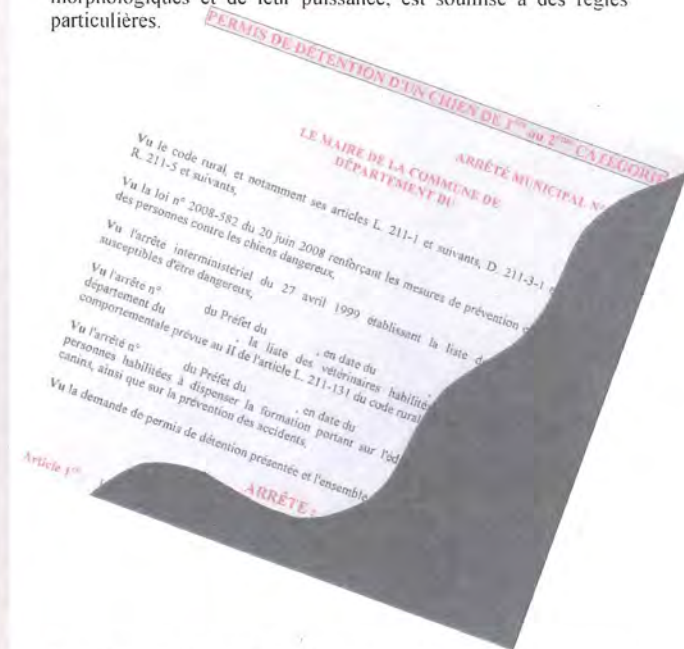 morphologiques et de leur puissance, est soumise à des règles
particulières.
PERMIS DE DÉTENTION D'UN CHIEN DE 1ère ou 2ème CATÉGORIE
ARRÊTÉ MUNICIPAL N°
LE MAIRE DE LA COMMUNE DE
DÉPARTEMENT DU
Vu le code rural, et notamment ses articles L. 211-1 et suivants, D. 211-3-1
R. 211-5 et suivants,
Vu la loi n° 2008-582 du 20 juin 2008 renforçant les mesures de prévention
des personnes contre les chiens dangereux,
Vu l'arrête interministériel du 27 avril 1999 établissant la liste
susceptibles d'être dangereux,
Vu l'arrête n° du Préfet du , en date du
département du , la liste des vétérinaires habilité
comportementale prévue au II de l'article L. 211-131 du code rural
Vu l'arrêté n° du Préfet du , en date du
personnes habilitées à dispenser la formation portant sur l'éd
canins, ainsi que sur la prévention des accidents,
Vu la demande de permis de détention présentée et l'ensemble
ARRÊTE :
Article 1er